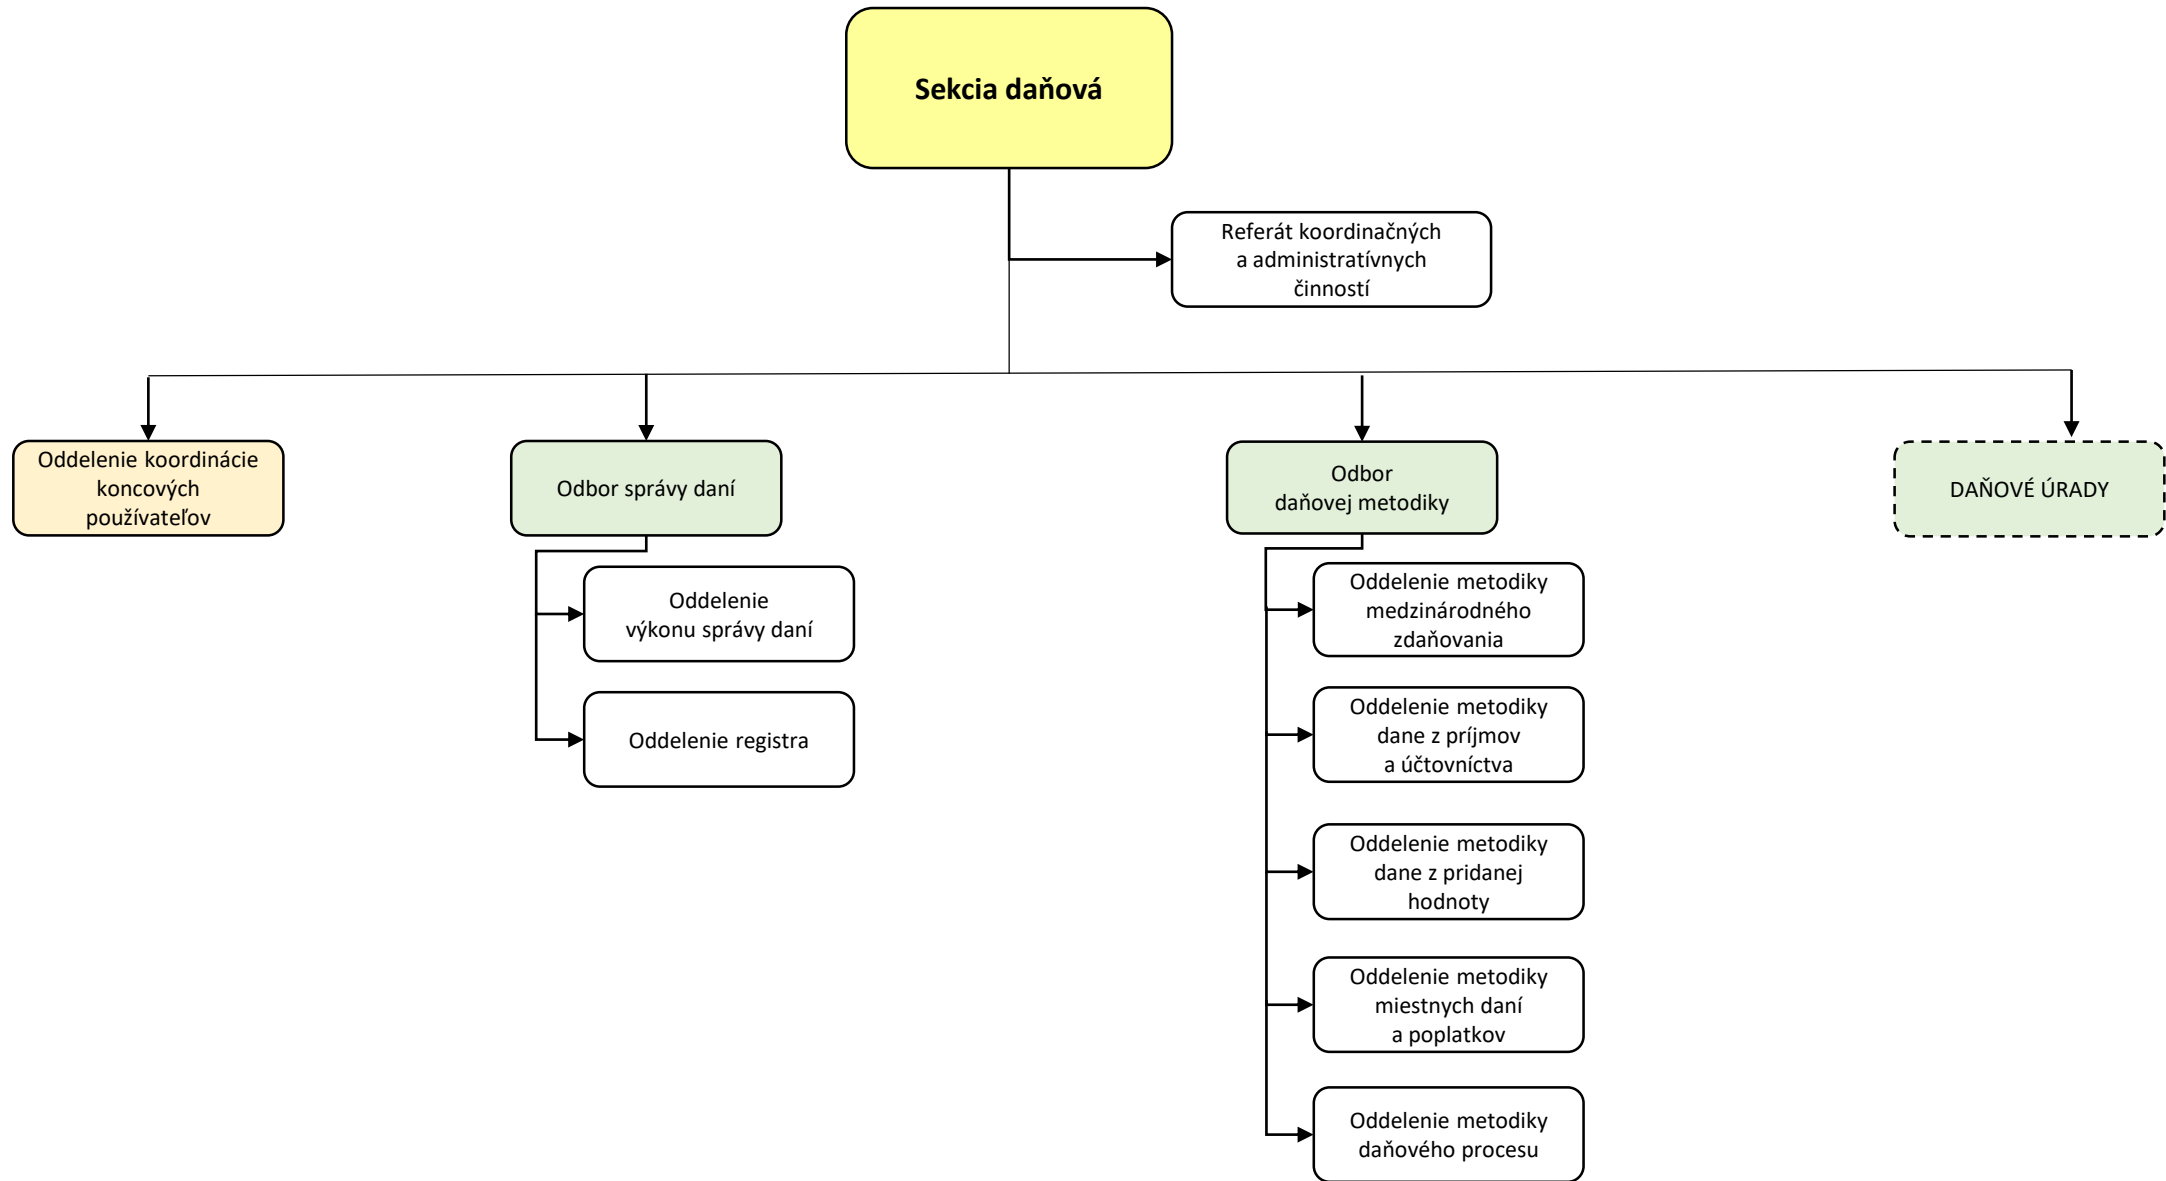 Sekcia daňová
Referát koordinačných
a administratívnych
činností
Oddelenie koordinácie
koncových
používateľov
Odbor správy daní
Odbor
daňovej metodiky
DAŇOVÉ ÚRADY
Oddelenie
výkonu správy daní
Oddelenie registra
Oddelenie metodiky
medzinárodného
zdaňovania
Oddelenie metodiky
dane z príjmov
a účtovníctva
Oddelenie metodiky
dane z pridanej
hodnoty
Oddelenie metodiky
miestnych daní
a poplatkov
Oddelenie metodiky
daňového procesu